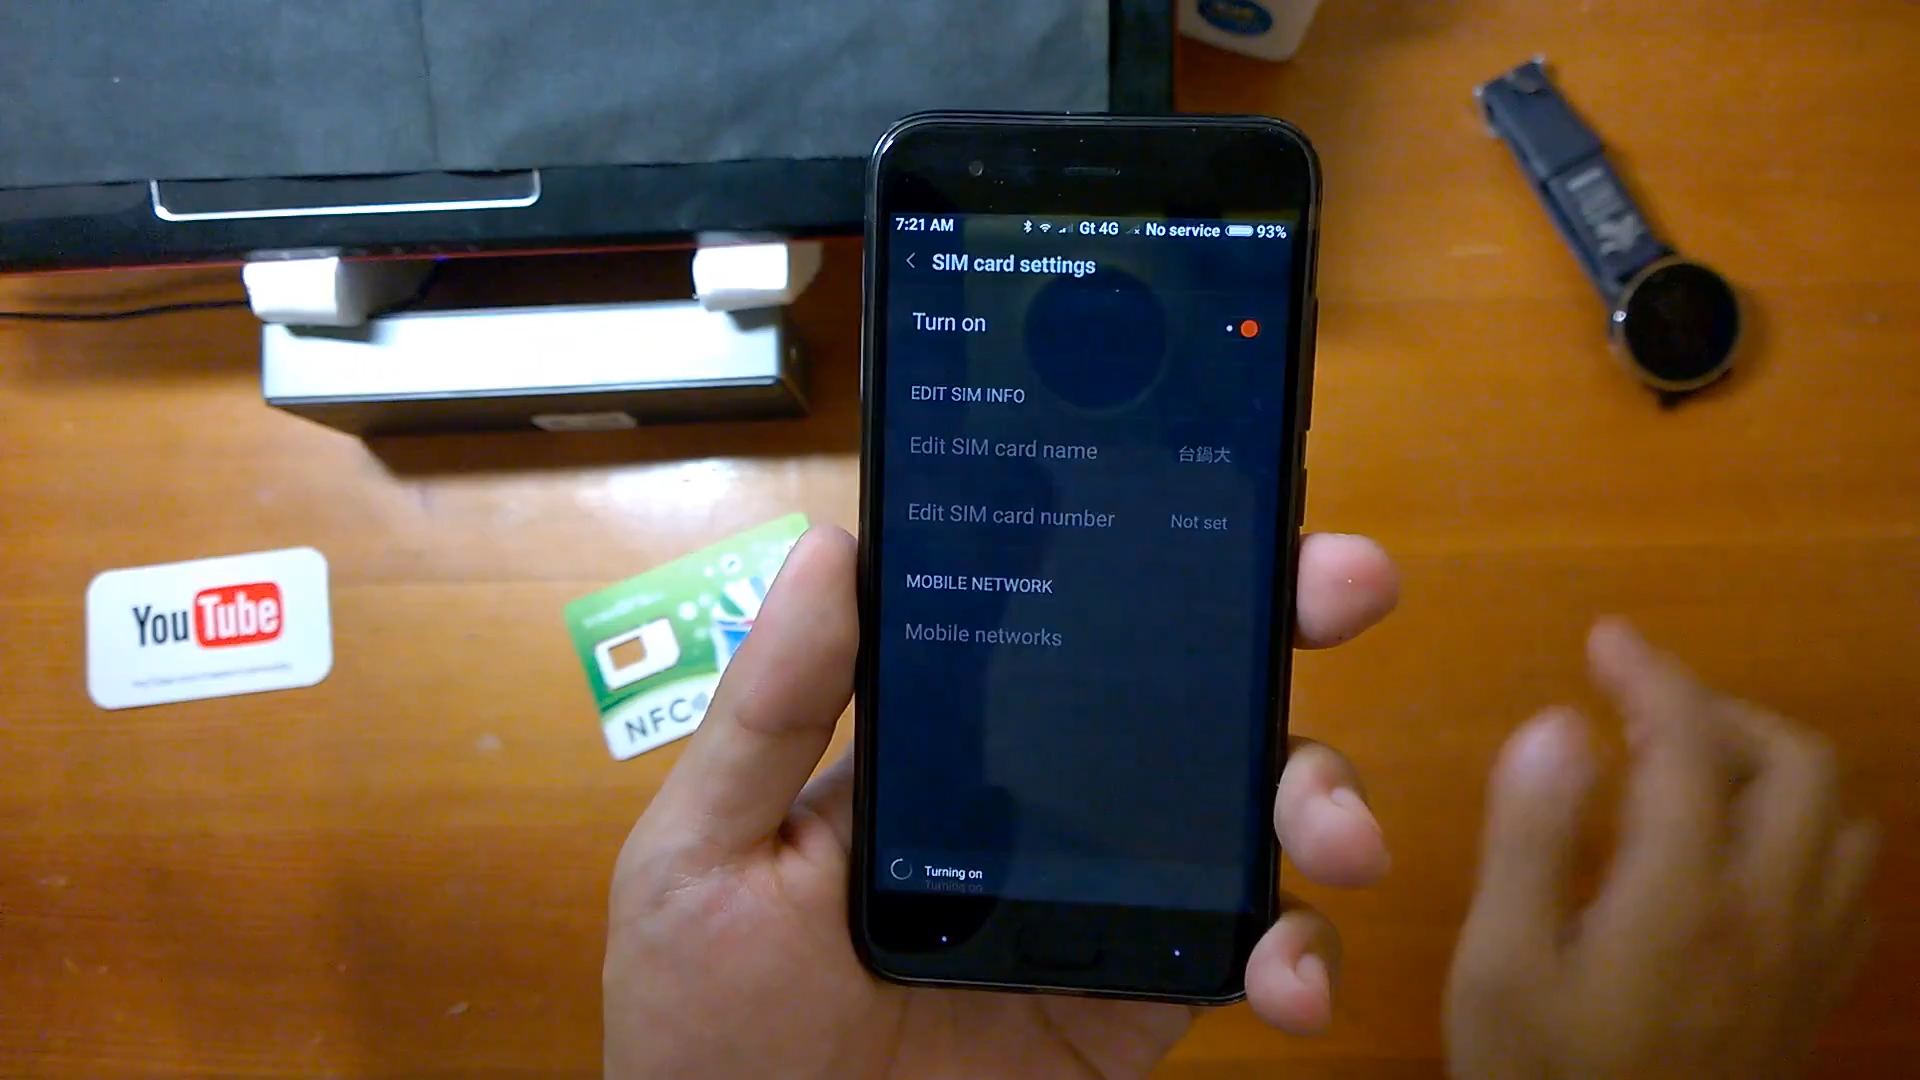 7:21 AM Gt 4G No service 93%
SIM card settings
Turn on
EDIT SIM INFO
Edit SIM card name 台鍋大
Edit SIM card number Not set
MOBILE NETWORK
Mobile networks
Turning on
Turning on
YouTube
NFC